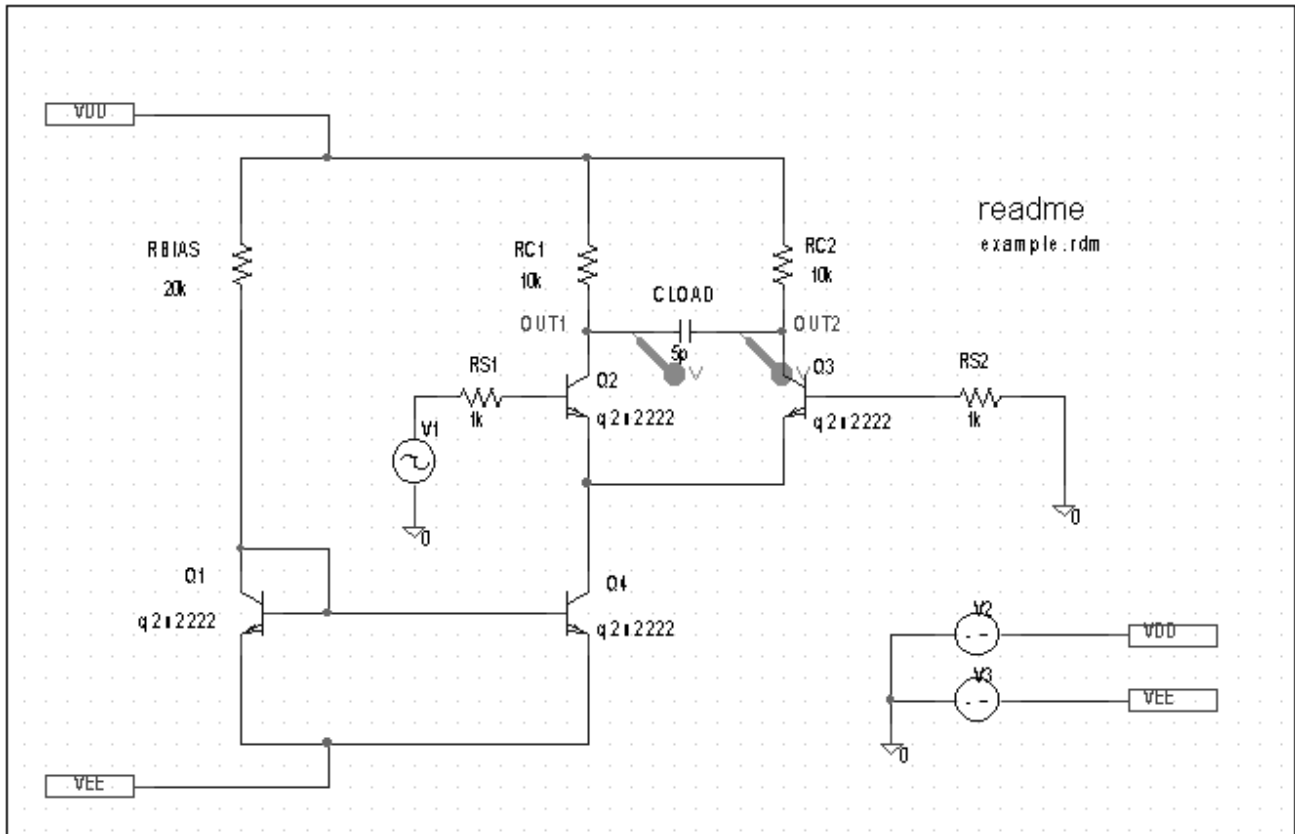 VDD
readme
example.rdm
RBIAS
20k
RC1
10k
RC2
10k
CLOAD
5p
OUT1
OUT2
V
V
RS1
1k
Q2
q2n2222
Q3
q2n2222
RS2
1k
V1
0
0
Q1
q2n2222
Q4
q2n2222
V2
VDD
V3
VEE
0
VEE